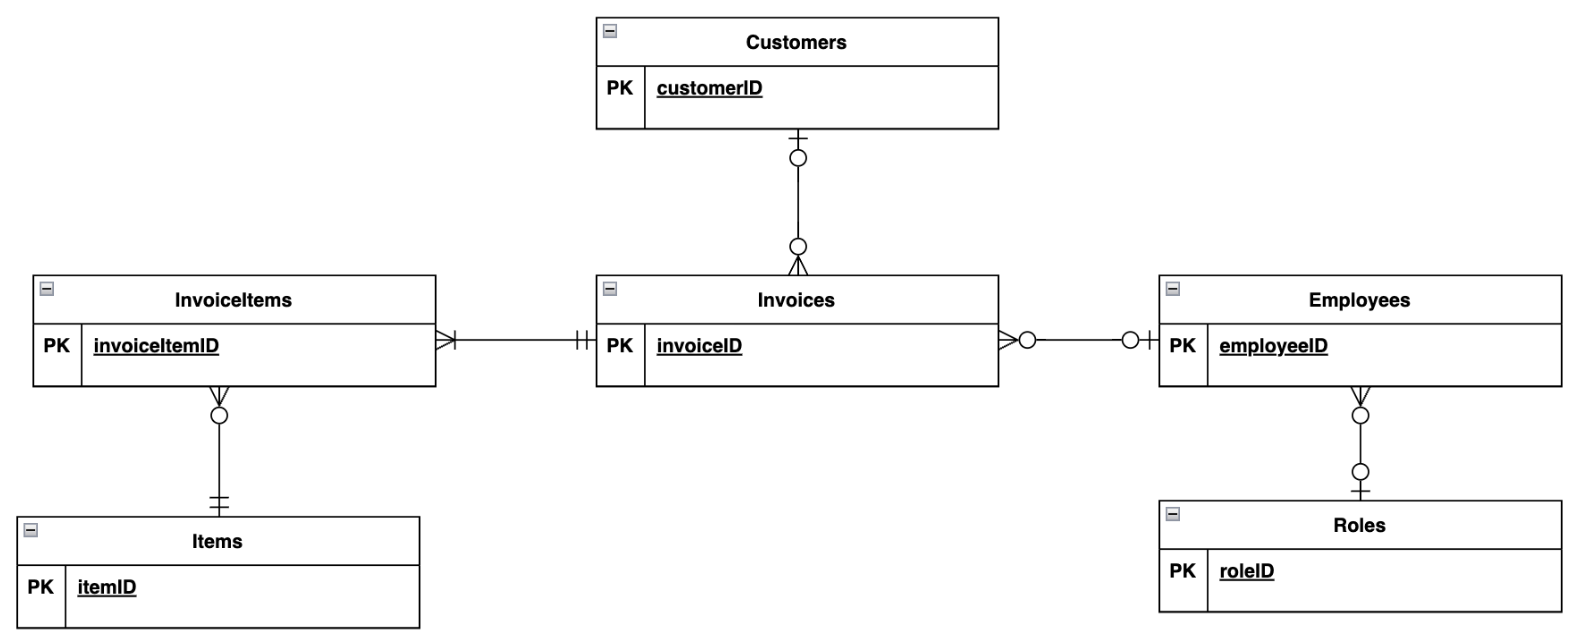 Customers
PK customerID
InvoiceItems
PK invoiceItemID
Invoices
PK invoiceID
Employees
PK employeeID
Items
PK itemID
Roles
PK roleID